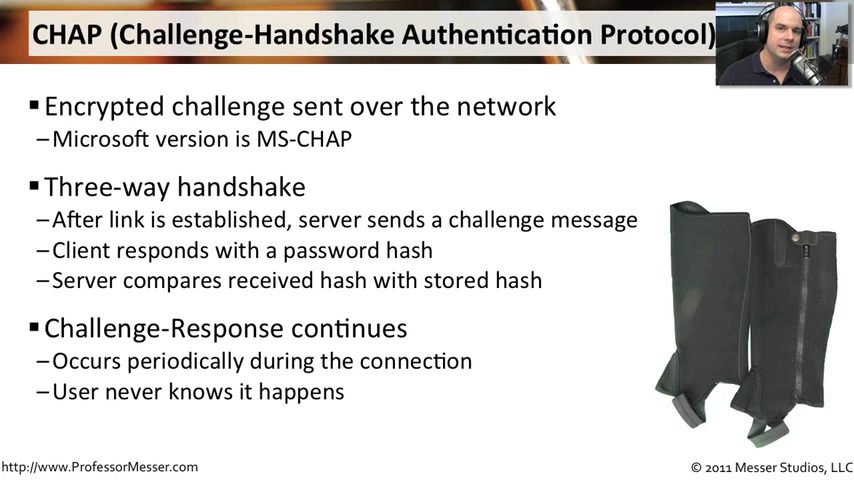 CHAP (Challenge-Handshake Authentication Protocol)
▪ Encrypted challenge sent over the network
– Microsoft version is MS-CHAP
▪ Three-way handshake
– After link is established, server sends a challenge message
– Client responds with a password hash
– Server compares received hash with stored hash
▪ Challenge-Response continues
– Occurs periodically during the connection
– User never knows it happens
http://www.ProfessorMesser.com
© 2011 Messer Studios, LLC